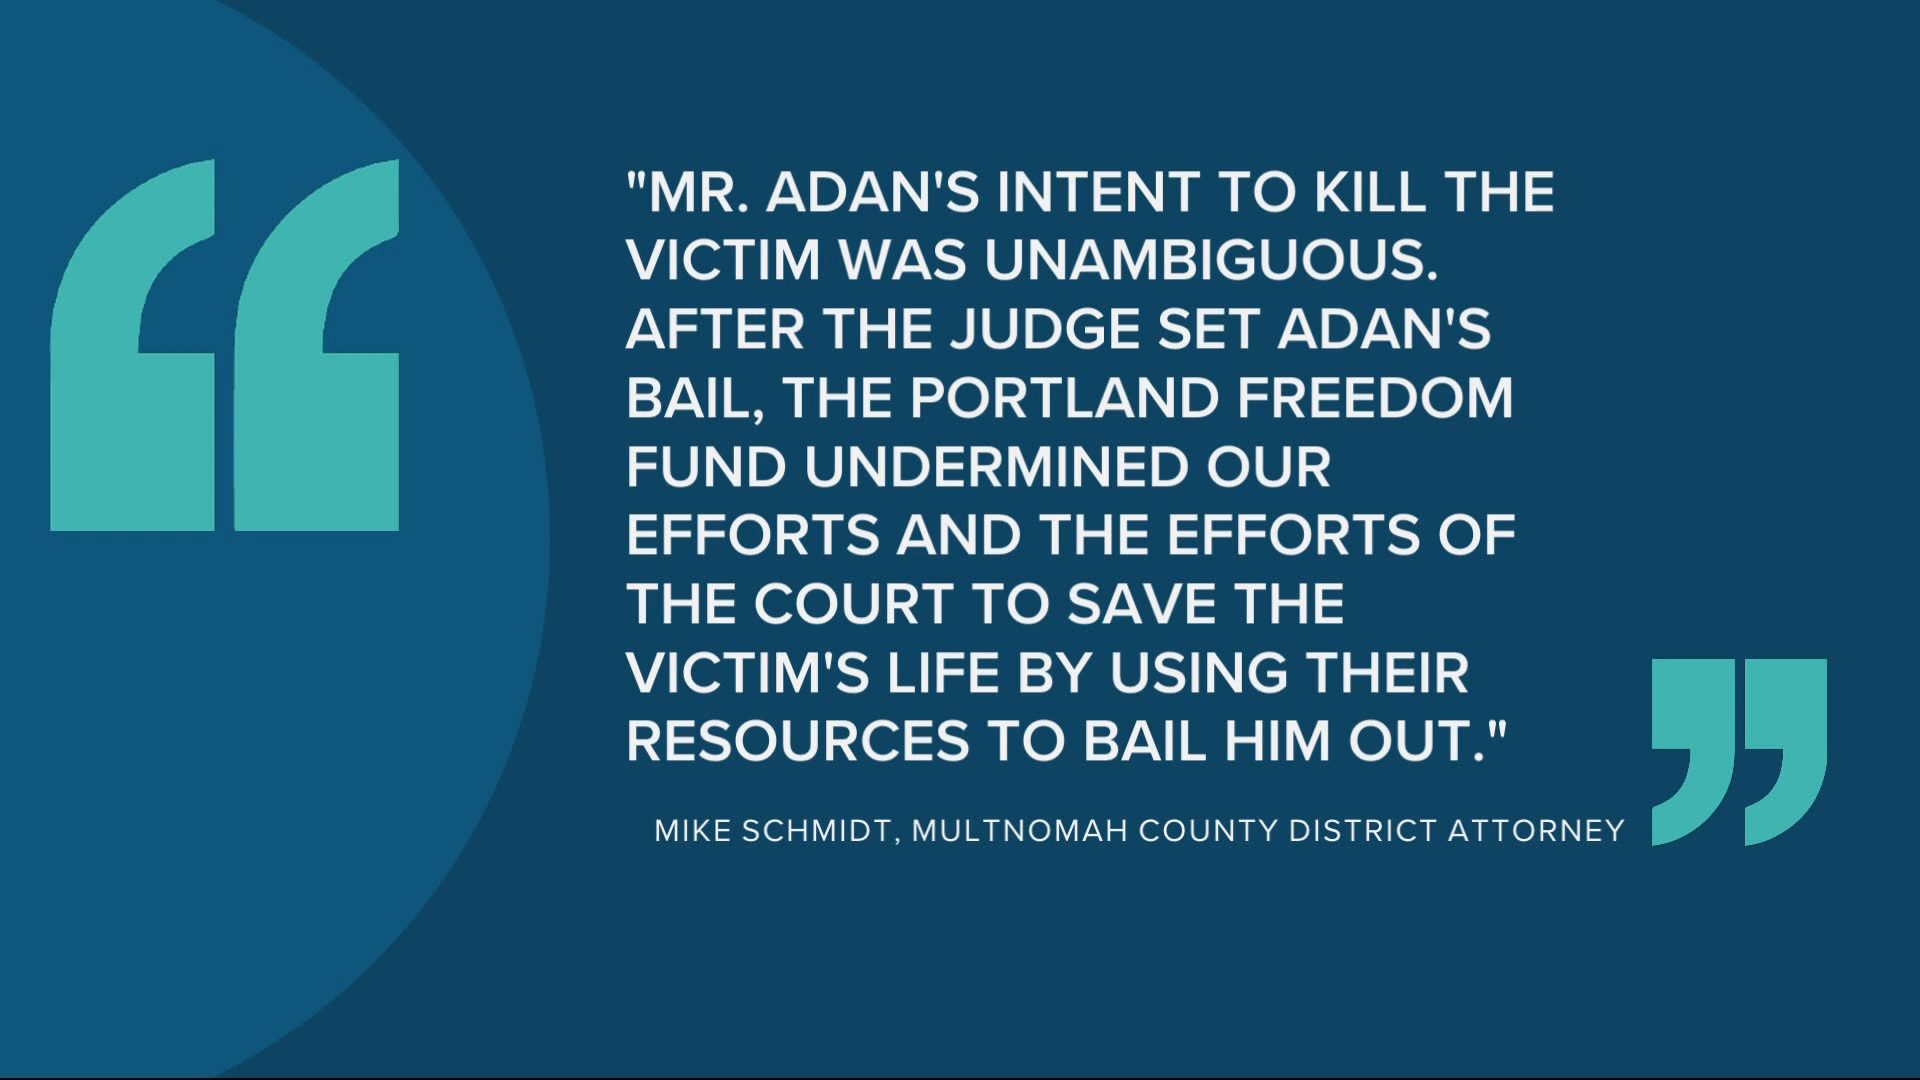 "MR. ADAN'S INTENT TO KILL THE
VICTIM WAS UNAMBIGUOUS.
AFTER THE JUDGE SET ADAN'S
BAIL, THE PORTLAND FREEDOM
FUND UNDERMINED OUR
EFFORTS AND THE EFFORTS OF
THE COURT TO SAVE THE
VICTIM'S LIFE BY USING THEIR
RESOURCES TO BAIL HIM OUT."
MIKE SCHMIDT, MULTNOMAH COUNTY DISTRICT ATTORNEY